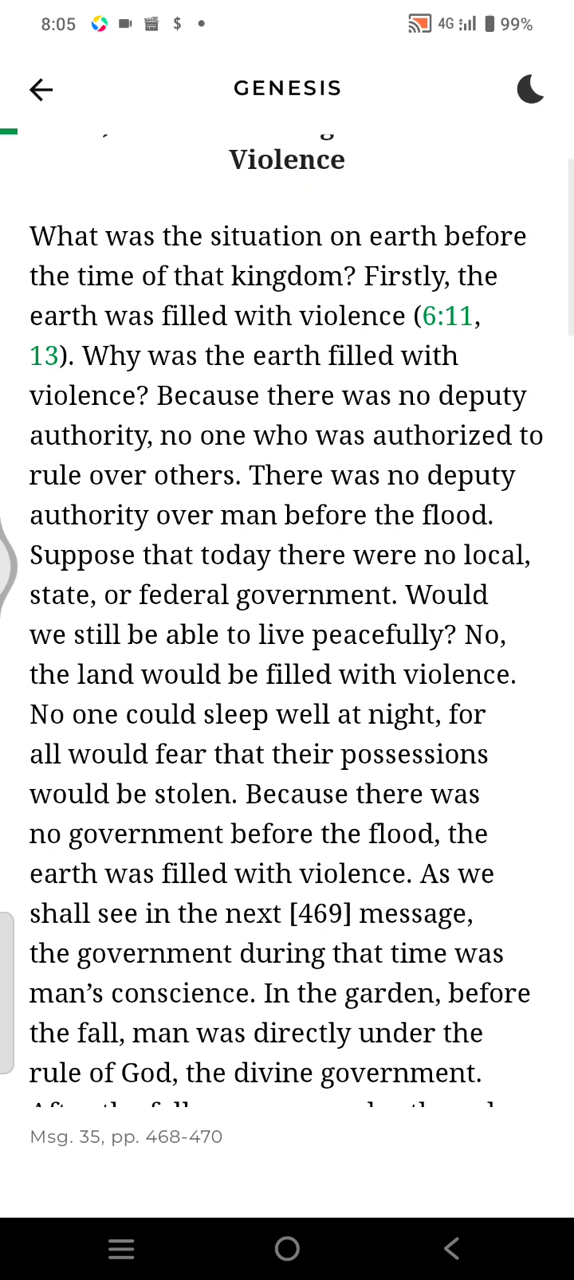 8:05 $ 4G 99%
GENESIS
Violence
What was the situation on earth before
the time of that kingdom? Firstly, the
earth was filled with violence (6:11,
13). Why was the earth filled with
violence? Because there was no deputy
authority, no one who was authorized to
rule over others. There was no deputy
authority over man before the flood.
Suppose that today there were no local,
state, or federal government. Would
we still be able to live peacefully? No,
the land would be filled with violence.
No one could sleep well at night, for
all would fear that their possessions
would be stolen. Because there was
no government before the flood, the
earth was filled with violence. As we
shall see in the next [469] message,
the government during that time was
man’s conscience. In the garden, before
the fall, man was directly under the
rule of God, the divine government.
Msg. 35, pp. 468-470